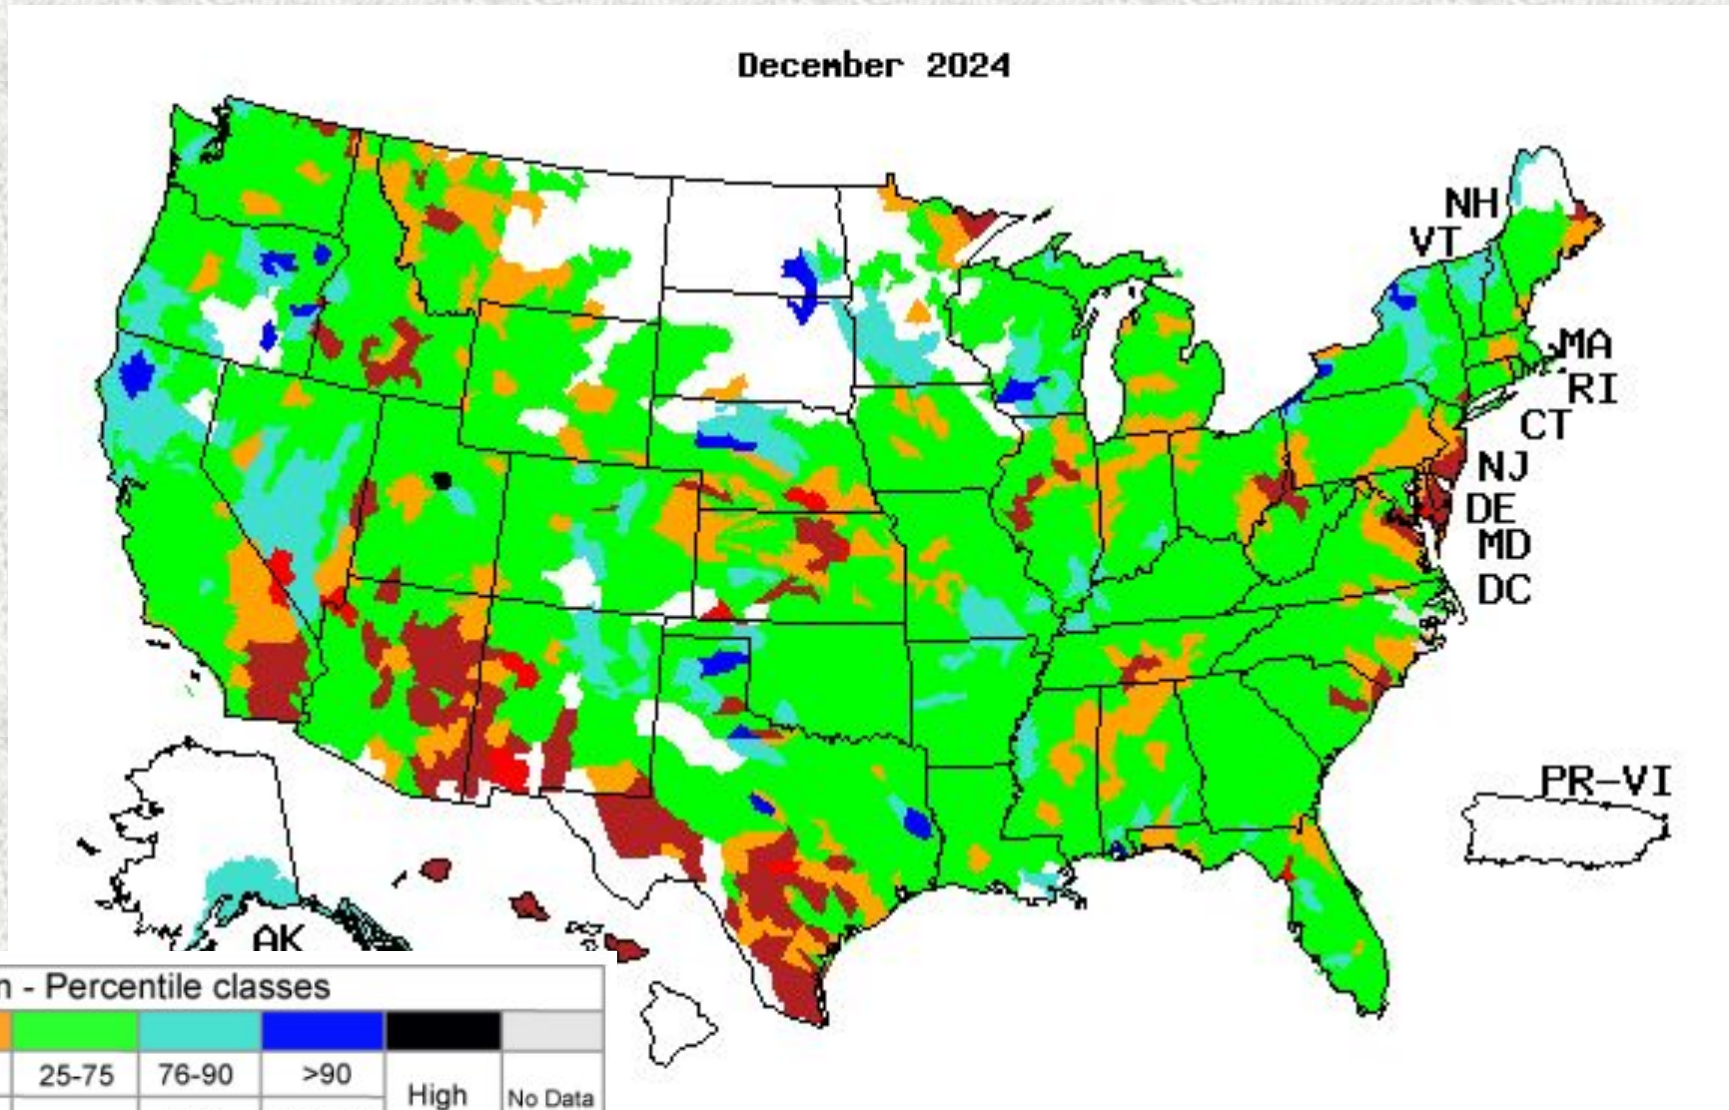 December 2024
NH
VT
MA
RI
CT
NJ
DE
MD
DC
PR-VI
AK
- Percentile classes
25-75 76-90 >90
High No Data